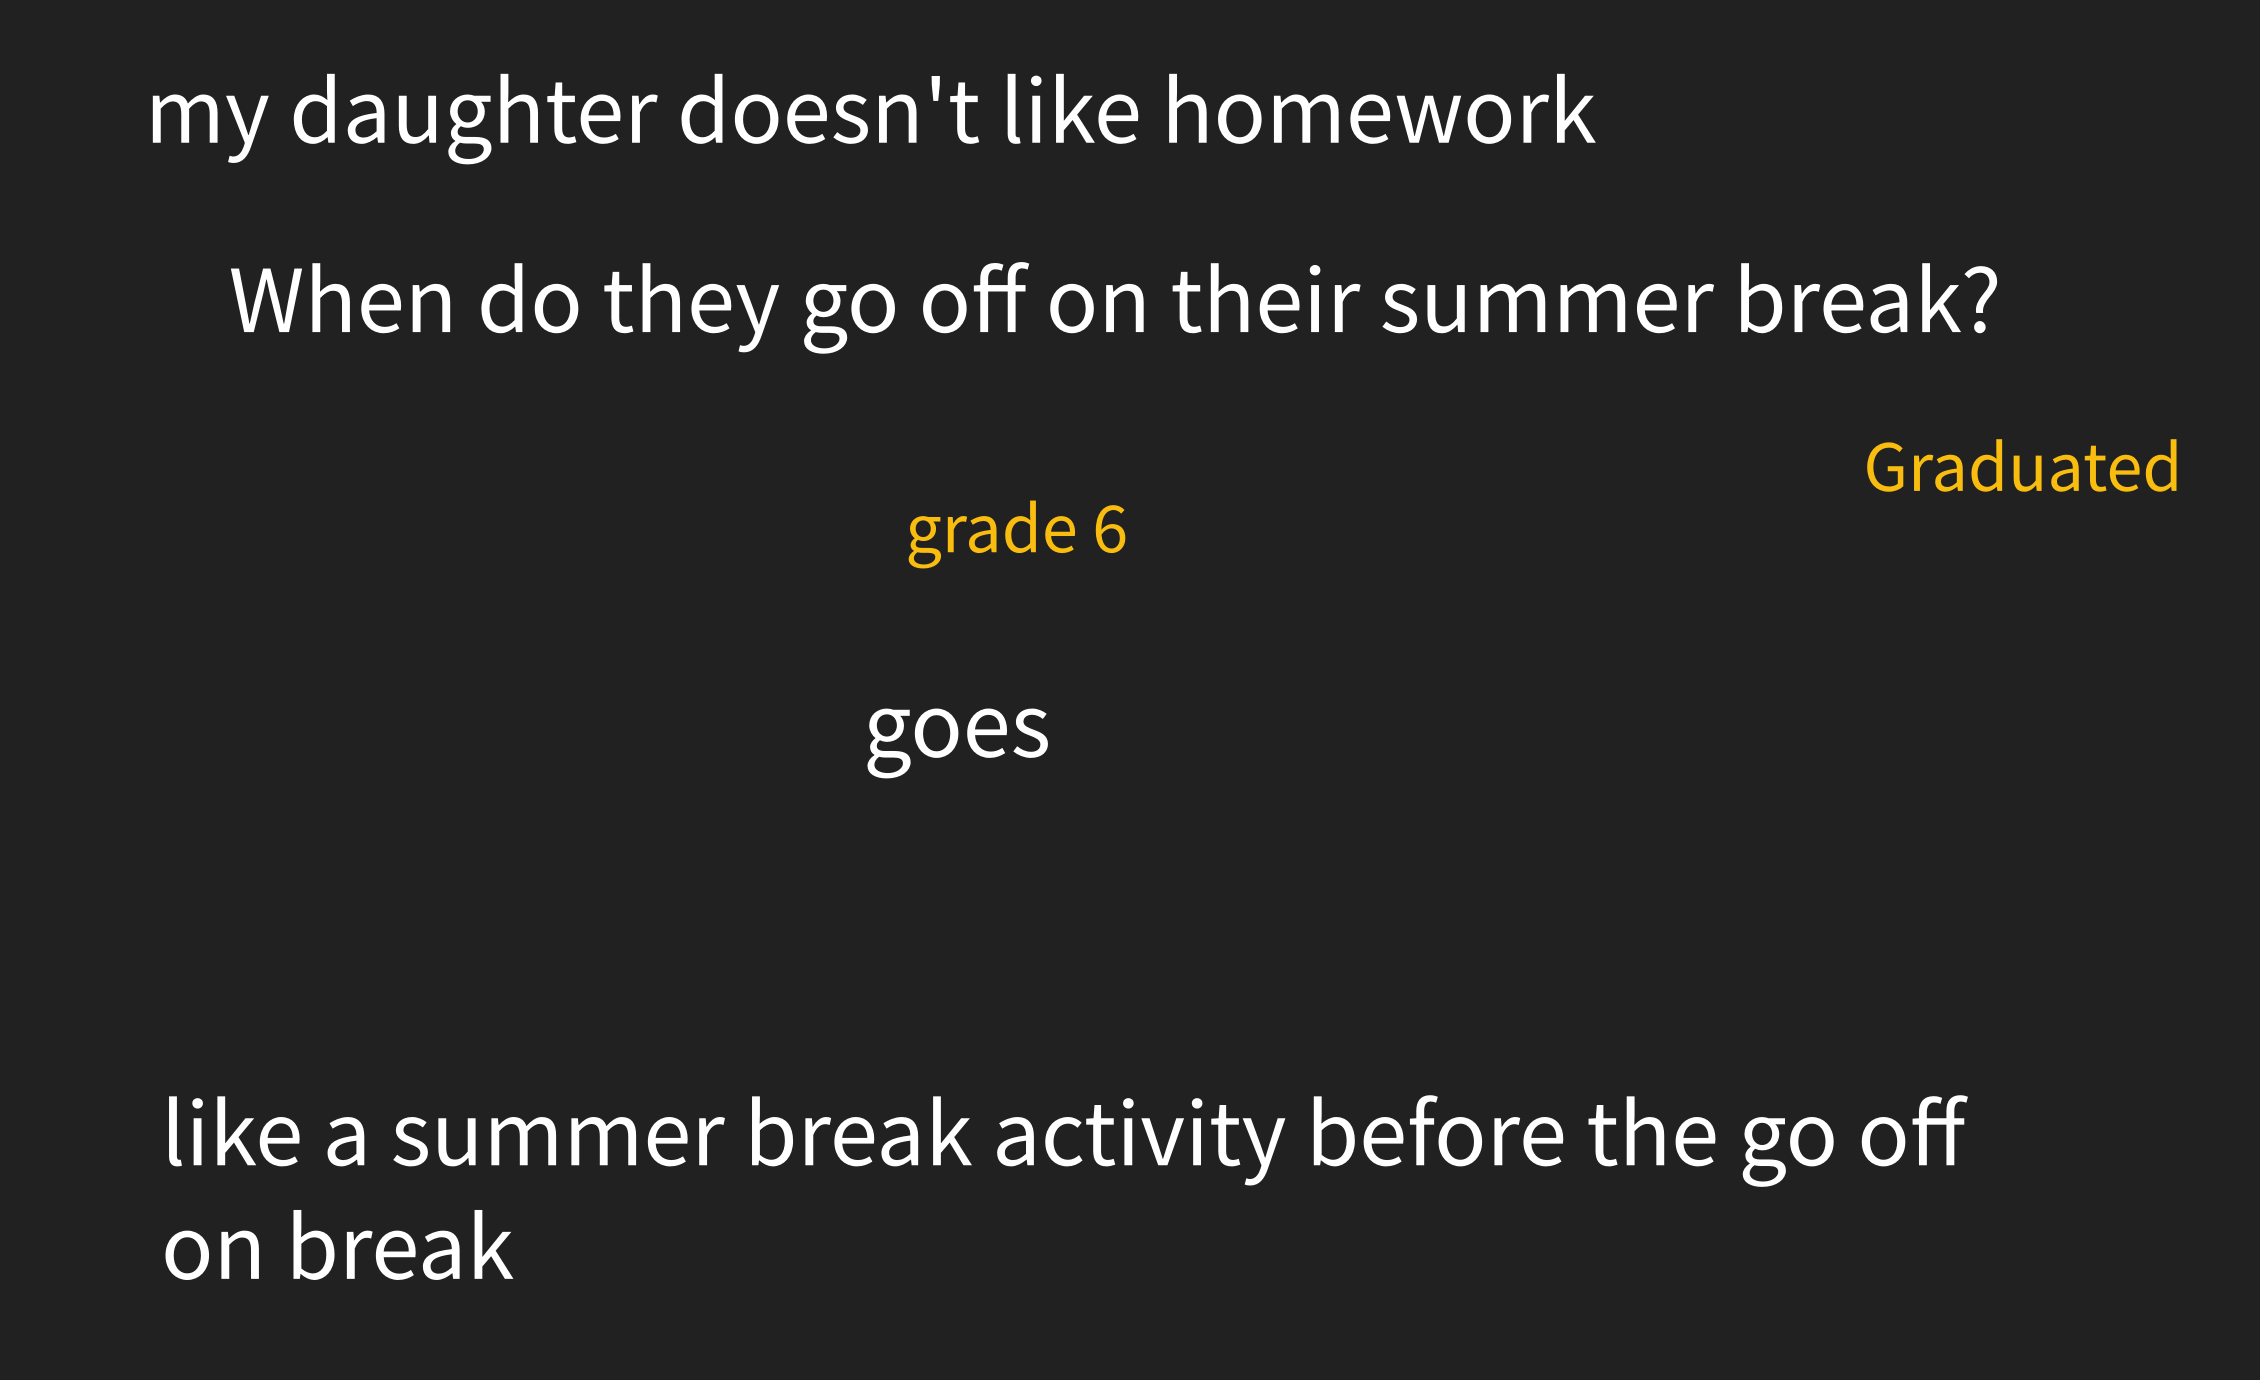 my daughter doesn't like homework
When do they go off on their summer break?
Graduated
grade 6
goes
like a summer break activity before the go off
on break